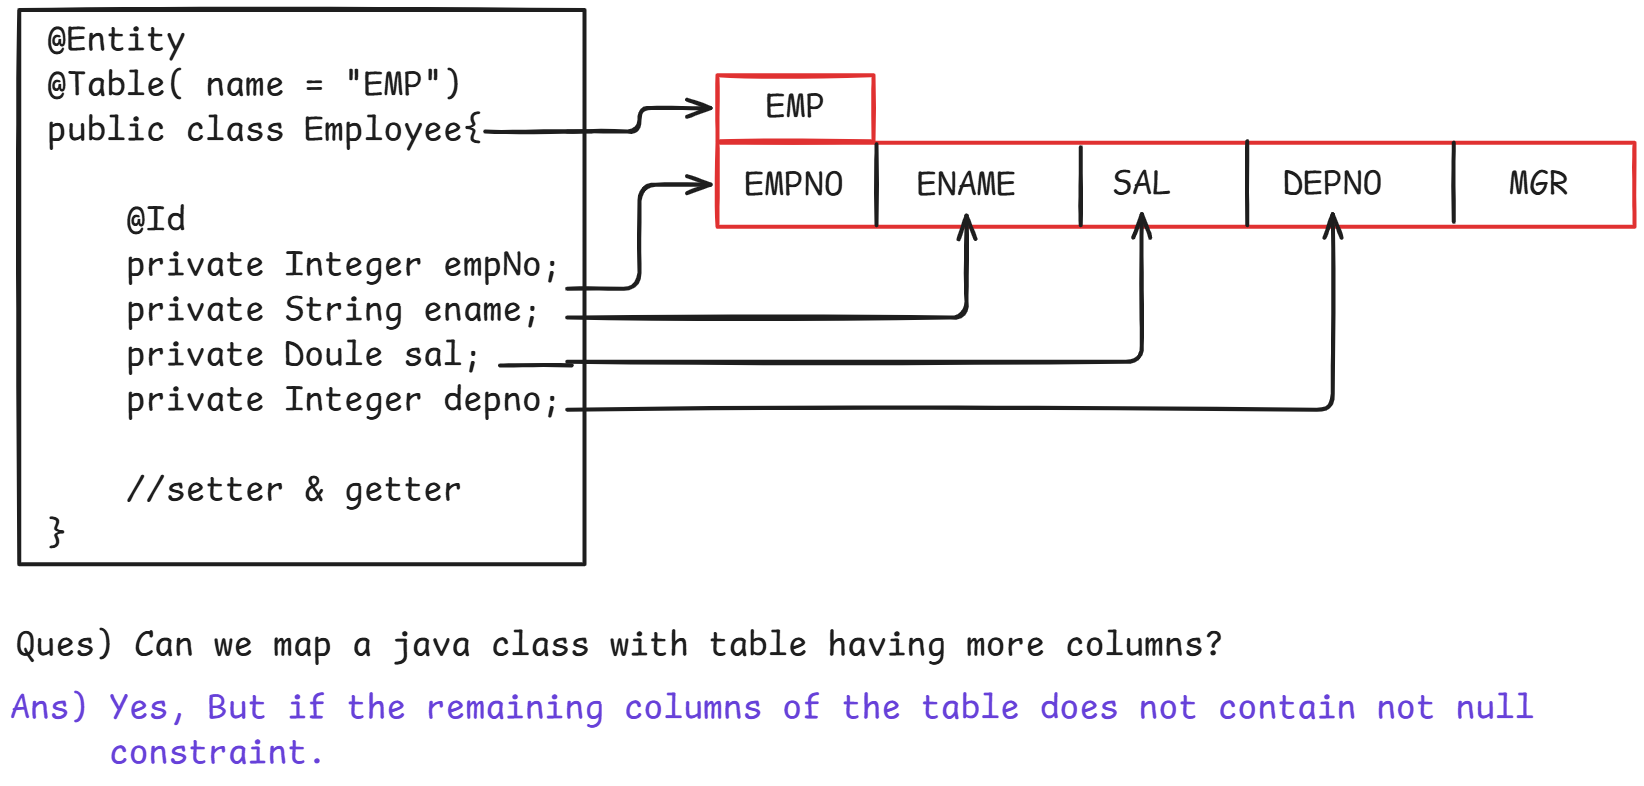 @Entity
@Table( name = "EMP")
public class Employee{
@Id
private Integer empNo;
private String ename;
private Doule sal;
private Integer depno;
//setter & getter
}
EMP
EMPNO ENAME SAL DEPNO MGR
Ques) Can we map a java class with table having more columns?
Ans) Yes, But if the remaining columns of the table does not contain not null
constraint.